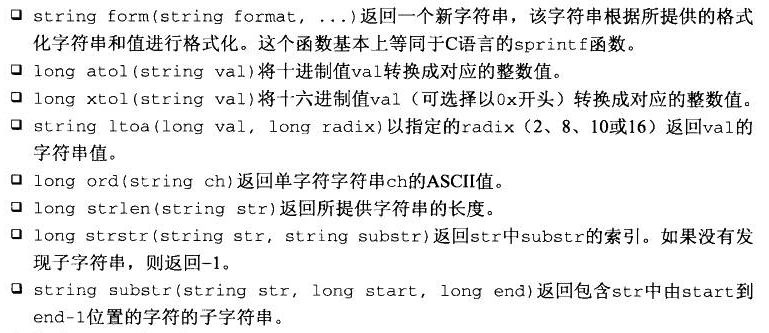 ❑ string form(string format, ...)返回一个新字符串，该字符串根据所提供的格式
化字符串和值进行格式化。这个函数基本上等同于C语言的sprintf函数。
❑ long atol(string val)将十进制值val转换成对应的整数值。
❑ long xtol(string val)将十六进制值val（可选择以0x开头）转换成对应的整数值。
❑ string ltoa(long val, long radix)以指定的radix（2、8、10或16）返回val的
字符串值。
❑ long ord(string ch)返回单字符字符串ch的ASCII值。
❑ long strlen(string str)返回所提供字符串的长度。
❑ long strstr(string str, string substr)返回str中substr的索引。如果没有发
现子字符串，则返回-1。
❑ string substr(string str, long start, long end)返回包含str中由start到
end-1位置的字符的子字符串。